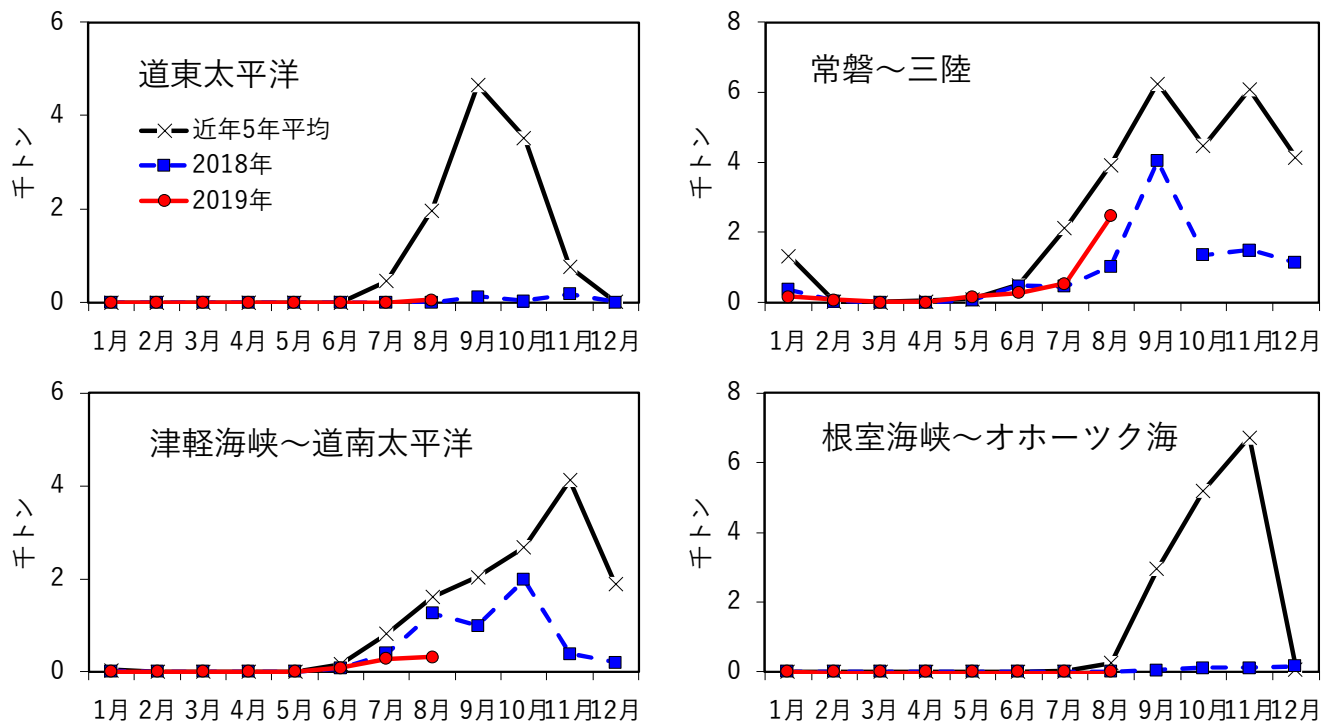 6
4
2
0
千トン
道東太平洋
近年5年平均
2018年
2019年
1月 2月 3月 4月 5月 6月 7月 8月 9月 10月 11月 12月
8
6
4
2
0
千トン
常磐～三陸
1月 2月 3月 4月 5月 6月 7月 8月 9月 10月 11月 12月
6
4
2
0
千トン
津軽海峡～道南太平洋
1月 2月 3月 4月 5月 6月 7月 8月 9月 10月 11月 12月
8
6
4
2
0
千トン
根室海峡～オホーツク海
1月 2月 3月 4月 5月 6月 7月 8月 9月 10月 11月 12月